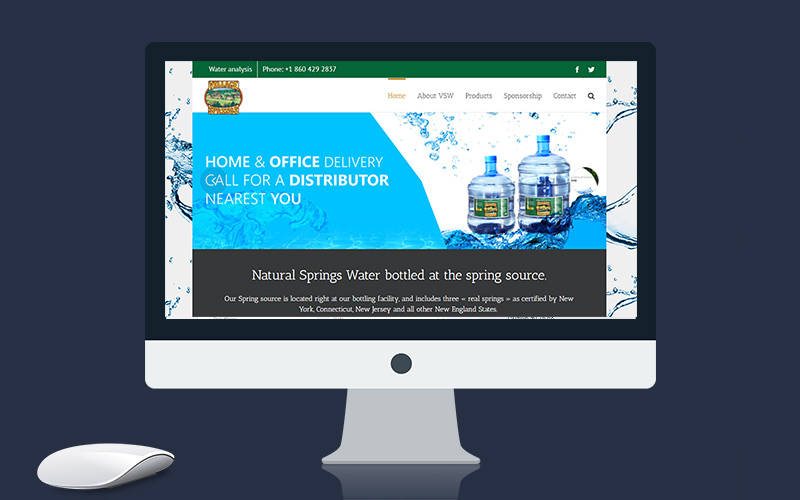 Water analysis
Phone: +1 860 429 2837
VILLAGE
SPRINGS
Home
About VSW
Products
Sponsorship
Contact
HOME & OFFICE DELIVERY
CALL FOR A DISTRIBUTOR
NEAREST YOU
Natural Springs Water bottled at the spring source.
Our Spring source is located right at our bottling facility, and includes three « real springs » as certified by New
York, Connecticut, New Jersey and all other New England States.